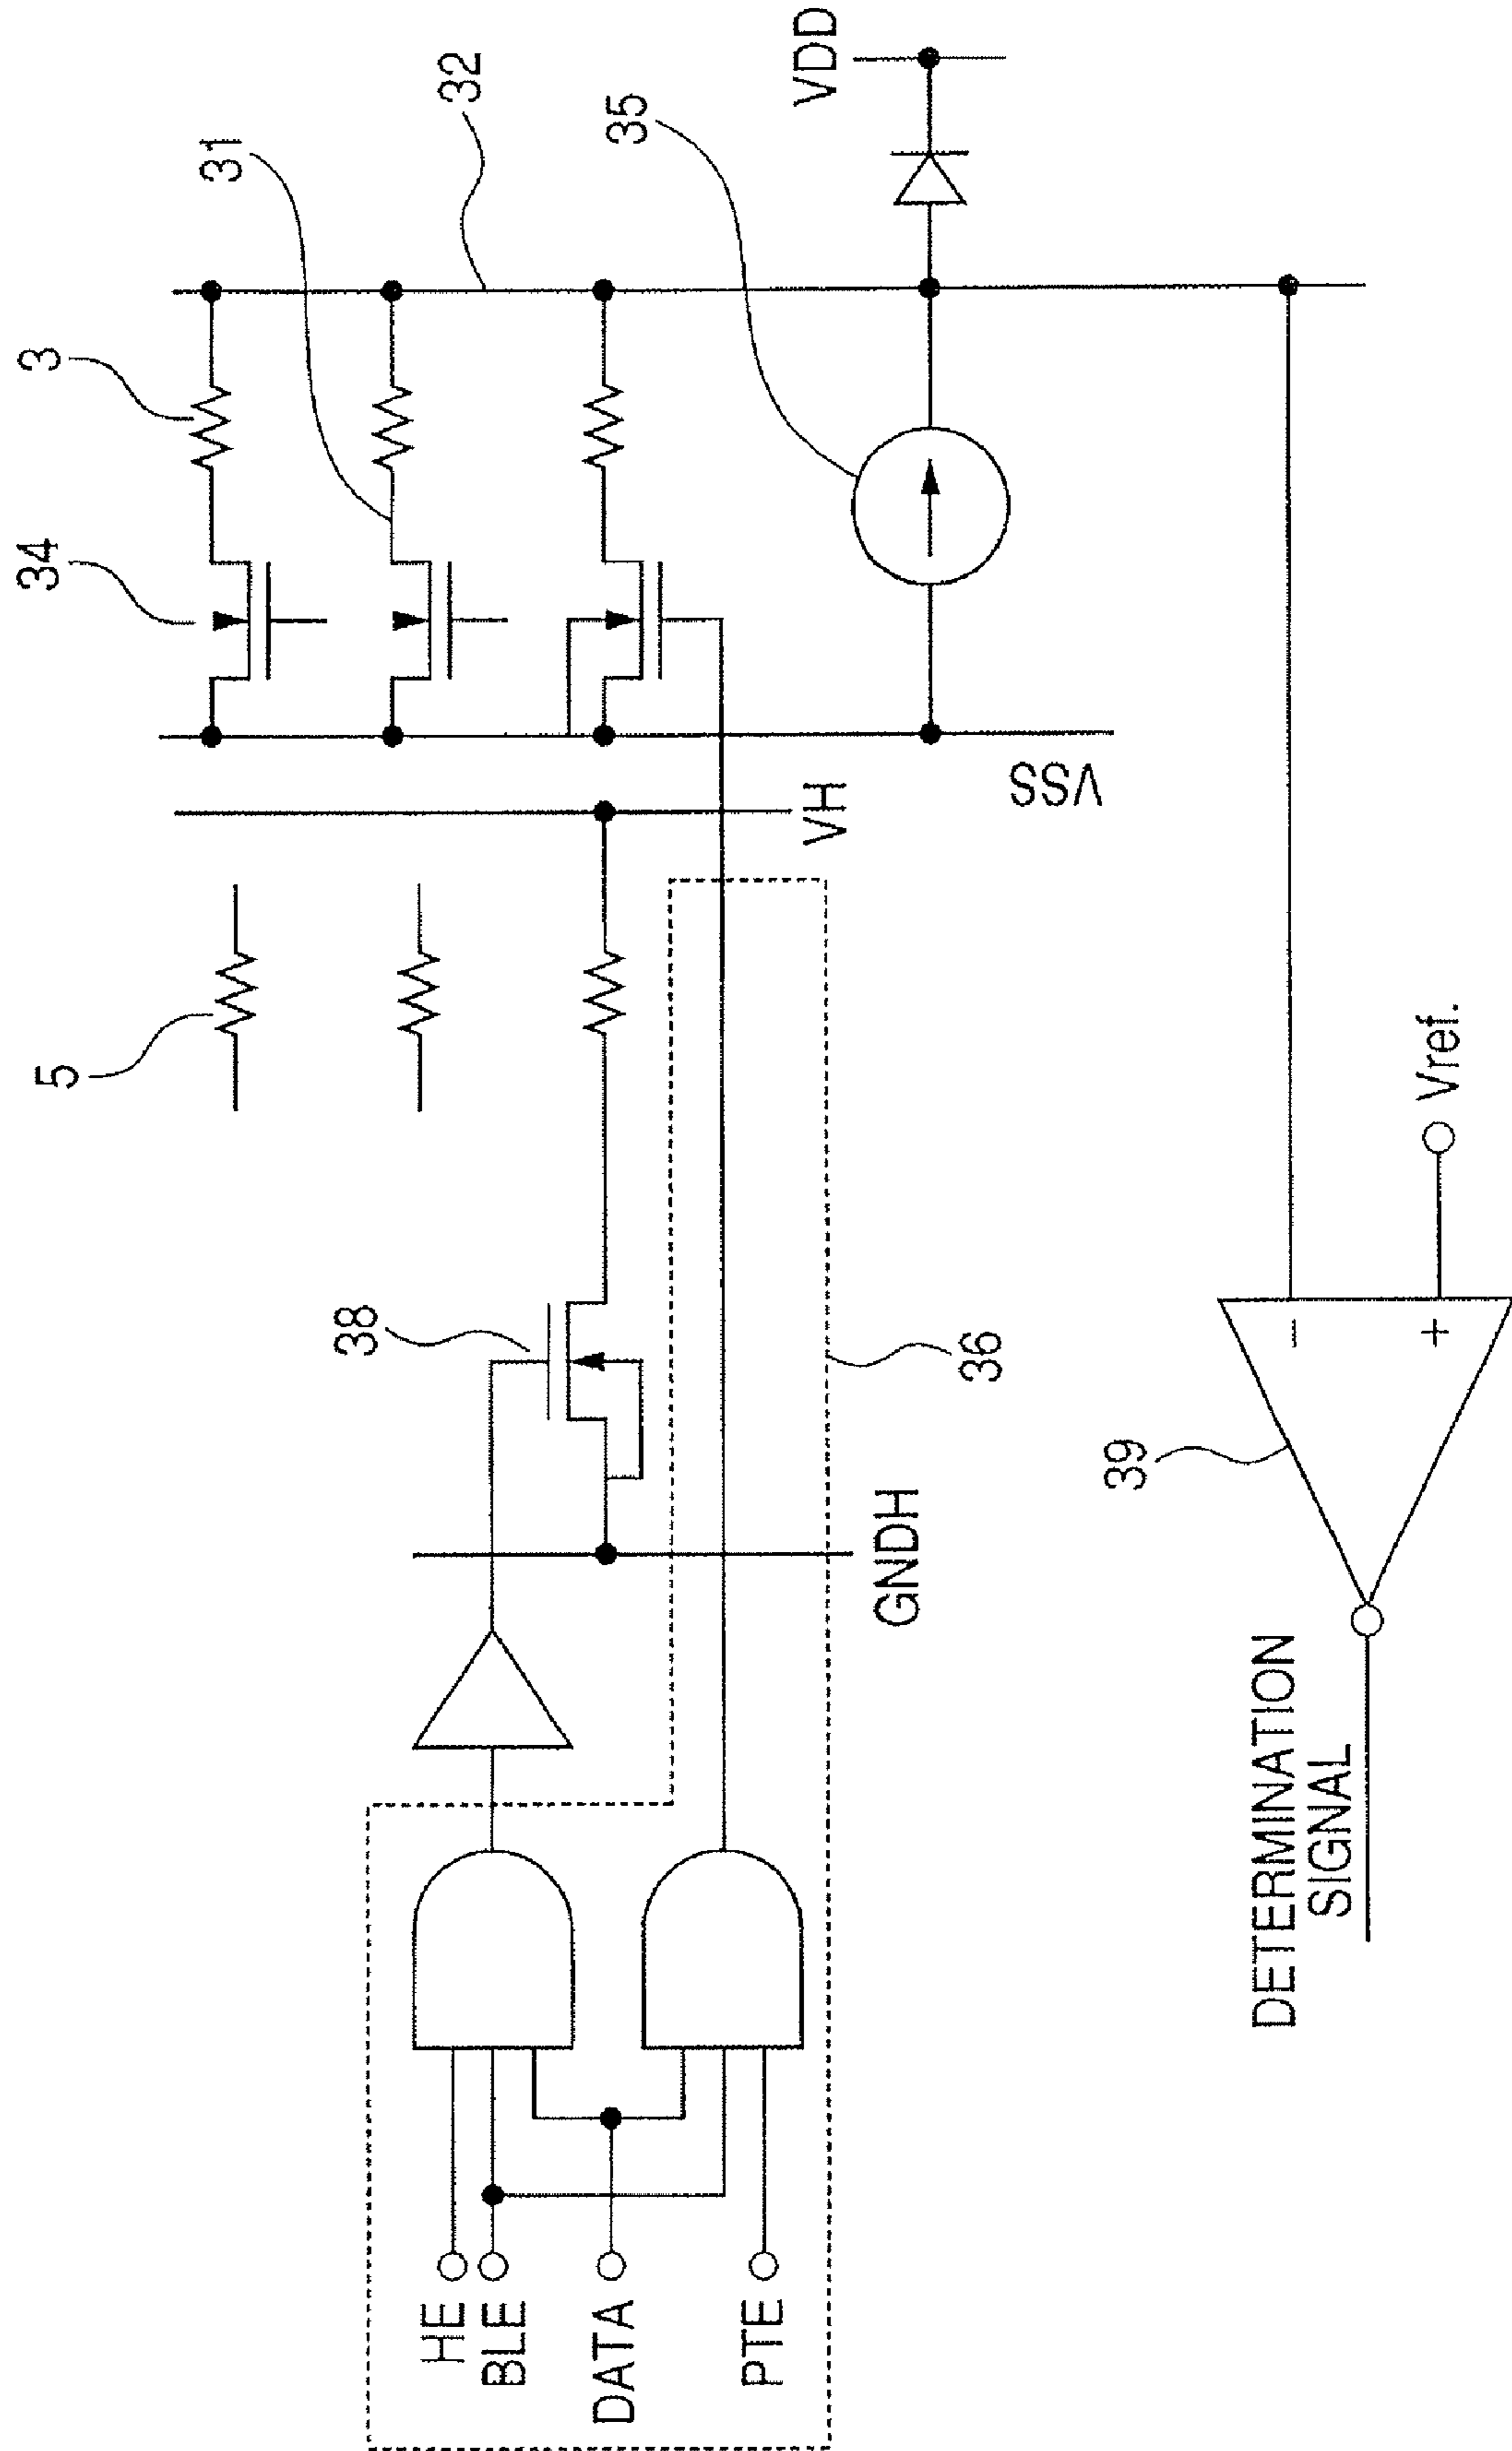 3
34
31
32
35
VDD
5
VH
VSS
38
36
GNDH
HE
BLE
DATA
PTE
39
Vref.
−
+
DETERMINATION
SIGNAL